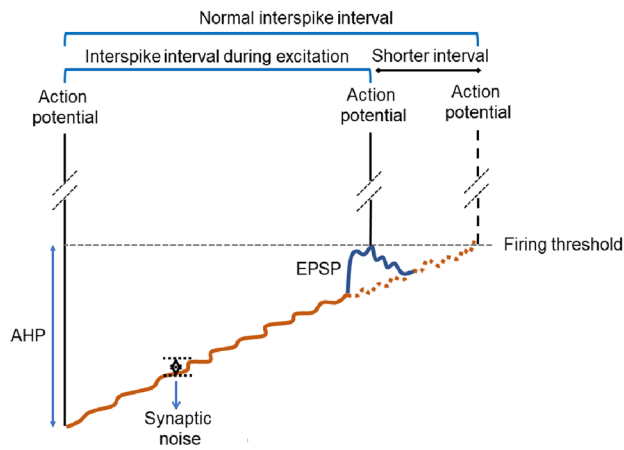 Normal interspike interval
Interspike interval during excitation
Shorter interval
Action
potential
Action
potential
Action
potential
Firing threshold
EPSP
AHP
Synaptic
noise